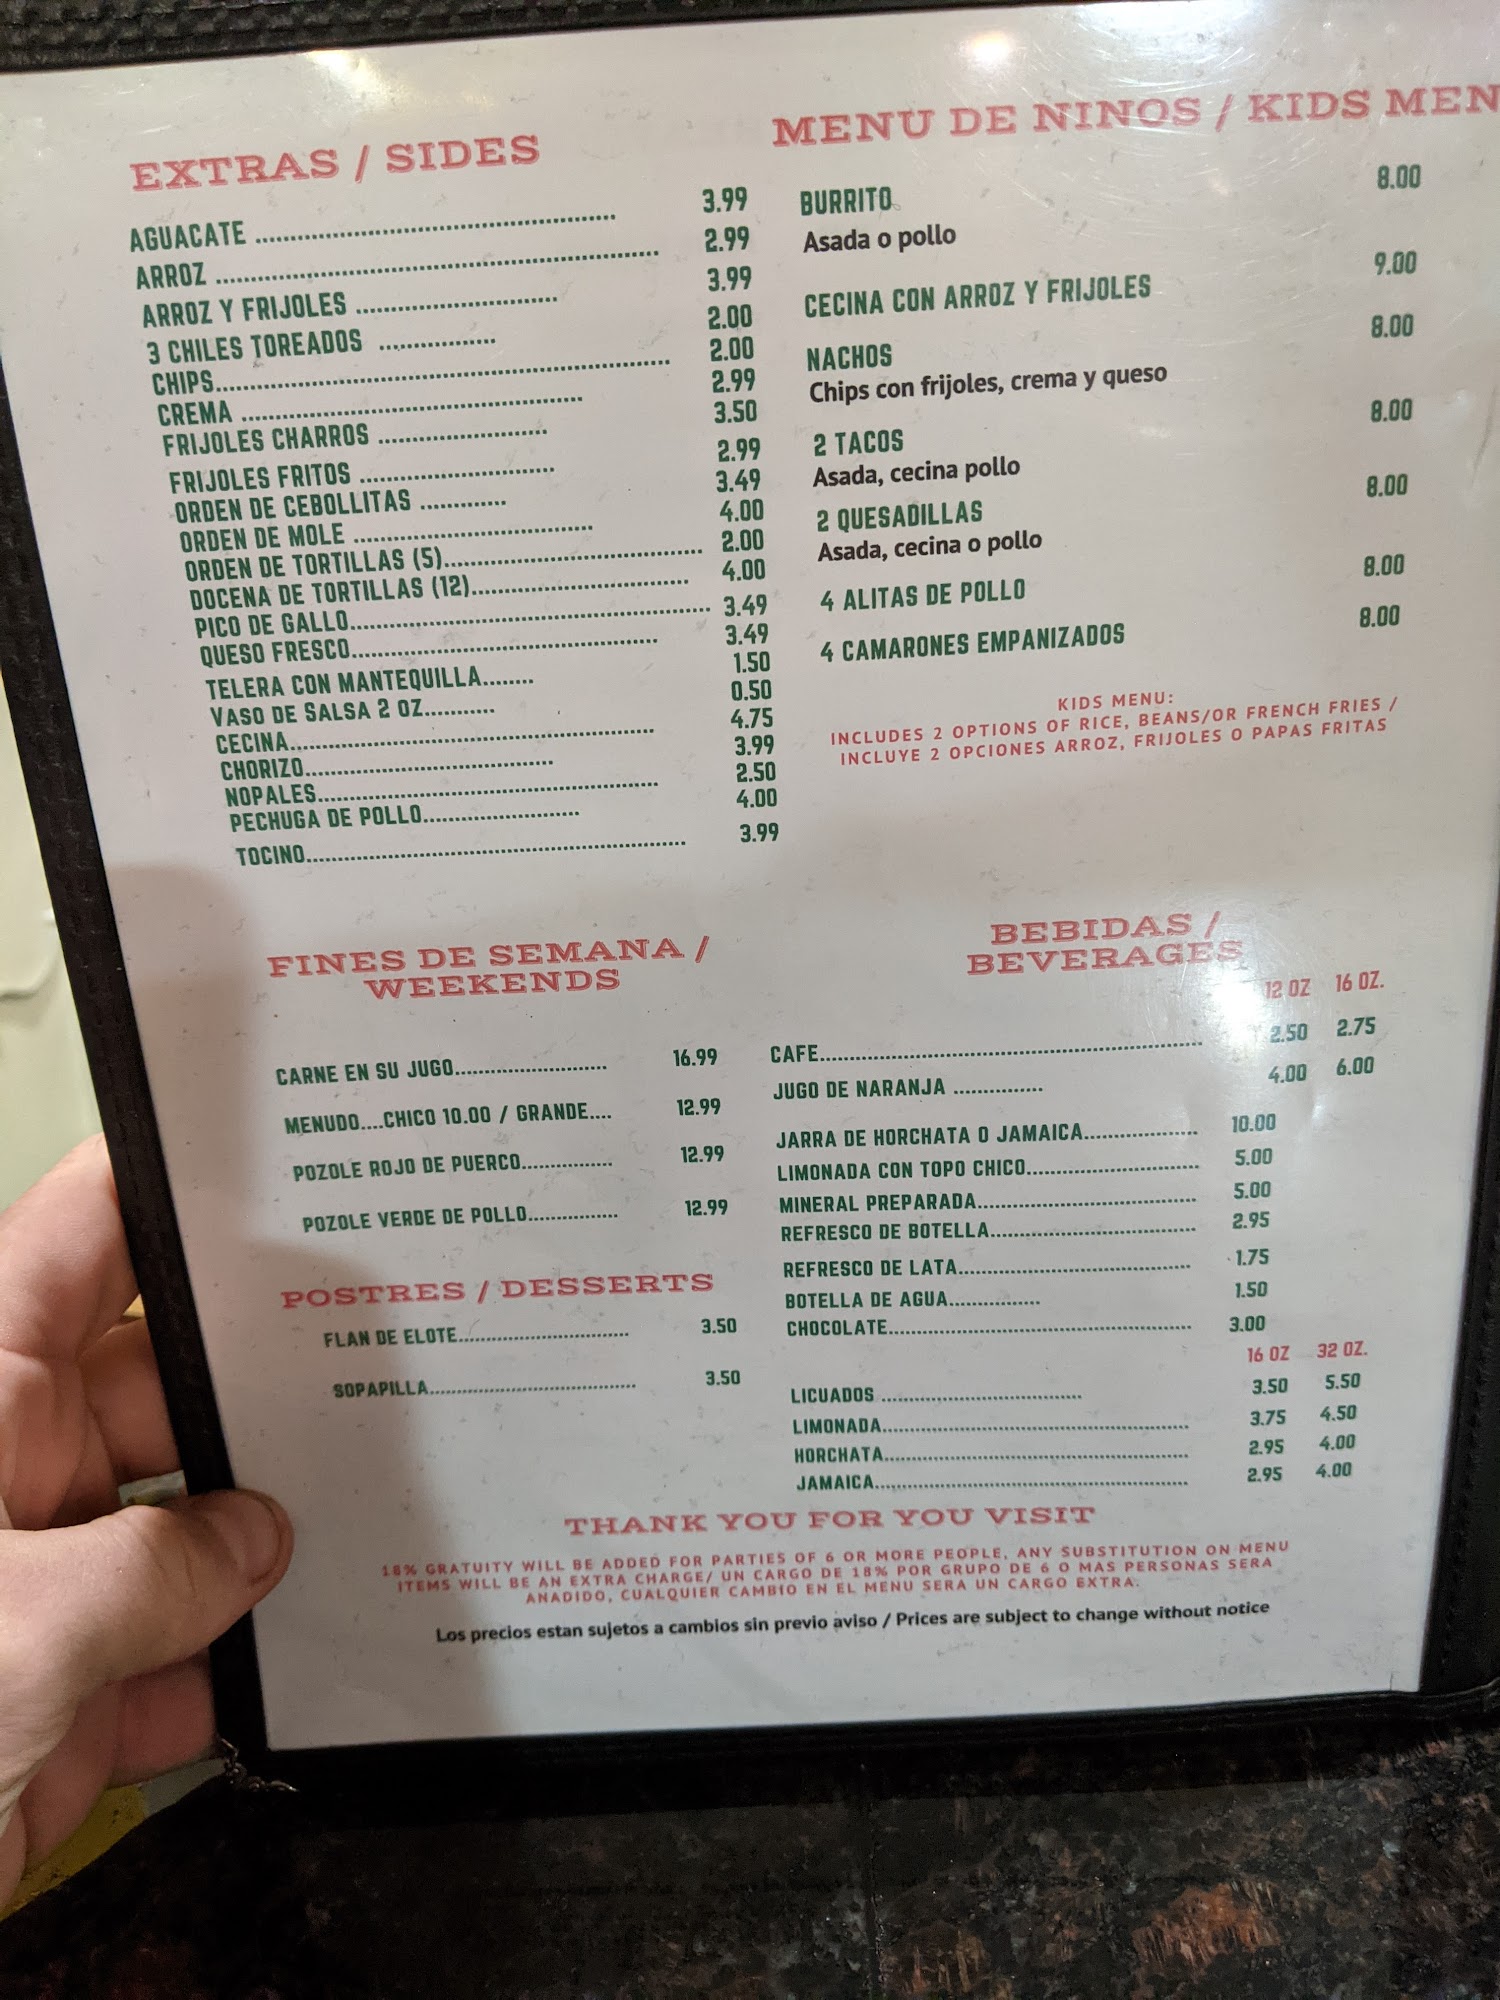 EXTRAS / SIDES
AGUACATE ........ 3.99
ARROZ ........ 2.99
ARROZ Y FRIJOLES ........ 3.99
3 CHILES TOREADOS ........ 2.00
CHIPS........ 2.00
CREMA ........ 2.99
FRIJOLES CHARROS ........ 3.50
FRIJOLES FRITOS ........ 2.99
ORDEN DE CEBOLLITAS ........ 3.49
ORDEN DE MOLE ........ 4.00
ORDEN DE TORTILLAS (5)........ 2.00
DOCENA DE TORTILLAS (12)........ 4.00
PICO DE GALLO........ 3.49
QUESO FRESCO........ 3.49
TELERA CON MANTEQUILLA........ 1.50
VASO DE SALSA 2 OZ........ 0.50
CECINA........ 4.75
CHORIZO........ 3.99
NOPALES........ 2.50
PECHUGA DE POLLO........ 4.00
TOCINO........ 3.99
MENU DE NINOS / KIDS MEN
BURRITO 8.00
Asada o pollo
CECINA CON ARROZ Y FRIJOLES 9.00
NACHOS 8.00
Chips con frijoles, crema y queso
2 TACOS 8.00
Asada, cecina pollo
2 QUESADILLAS 8.00
Asada, cecina o pollo
4 ALITAS DE POLLO 8.00
4 CAMARONES EMPANIZADOS 8.00
KIDS MENU:
INCLUDES 2 OPTIONS OF RICE, BEANS/OR FRENCH FRIES /
INCLUYE 2 OPCIONES ARROZ, FRIJOLES O PAPAS FRITAS
FINES DE SEMANA /
WEEKENDS
CARNE EN SU JUGO........ 16.99
MENUDO....CHICO 10.00 / GRANDE.... 12.99
POZOLE ROJO DE PUERCO........ 12.99
POZOLE VERDE DE POLLO........ 12.99
POSTRES / DESSERTS
FLAN DE ELOTE........ 3.50
SOPAPILLA........ 3.50
BEBIDAS /
BEVERAGES
12 OZ 16 OZ.
CAFE........ 2.50 2.75
JUGO DE NARANJA ........ 4.00 6.00
JARRA DE HORCHATA O JAMAICA........ 10.00
LIMONADA CON TOPO CHICO........ 5.00
MINERAL PREPARADA........ 5.00
REFRESCO DE BOTELLA........ 2.95
REFRESCO DE LATA........ 1.75
BOTELLA DE AGUA........ 1.50
CHOCOLATE........ 3.00
16 OZ 32 OZ.
LICUADOS ........ 3.50 5.50
LIMONADA........ 3.75 4.50
HORCHATA........ 2.95 4.00
JAMAICA........ 2.95 4.00
THANK YOU FOR YOU VISIT
18% GRATUITY WILL BE ADDED FOR PARTIES OF 6 OR MORE PEOPLE, ANY SUBSTITUTION ON MENU
ITEMS WILL BE AN EXTRA CHARGE/ UN CARGO DE 18% POR GRUPO DE 6 O MAS PERSONAS SERA
ANADIDO, CUALQUIER CAMBIO EN EL MENU SERA UN CARGO EXTRA.
Los precios estan sujetos a cambios sin previo aviso / Prices are subject to change without notice